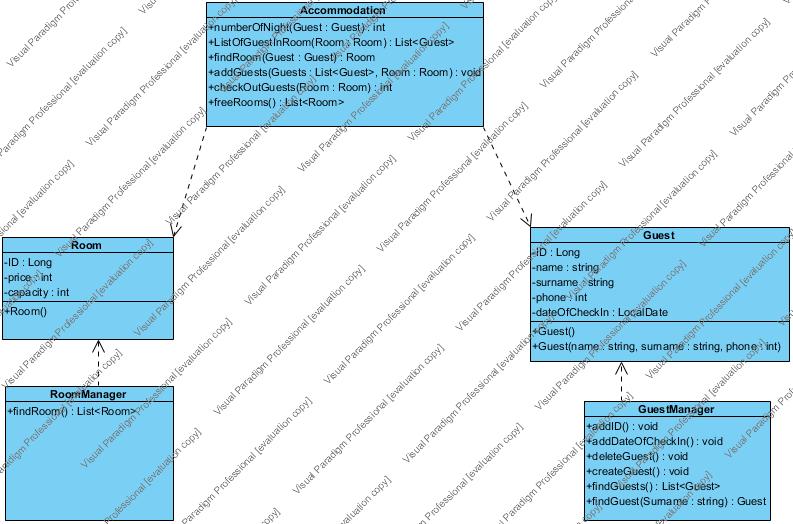 Accommodation
+numberOfNight(Guest : Guest) : int
+ListOfGuestInRoom(Room : Room) : List<Guest>
+findRoom(Guest : Guest) : Room
+addGuests(Guests : List<Guest>, Room : Room) : void
+checkOutGuests(Room : Room) : int
+freeRooms() : List<Room>
Room
-ID : Long
-price : int
-capacity : int
+Room()
Guest
-ID : Long
-name : string
-surname : string
-phone : int
-dateOfCheckIn : LocalDate
+Guest()
+Guest(name : string, surname : string, phone : int)
RoomManager
+findRoom() : List<Room>
GuestManager
+addID() : void
+addDateOfCheckIn() : void
+deleteGuest() : void
+createGuest() : void
+findGuests() : List<Guest>
+findGuest(Surname : string) : Guest
Visual Paradigm Professional [evaluation copy]